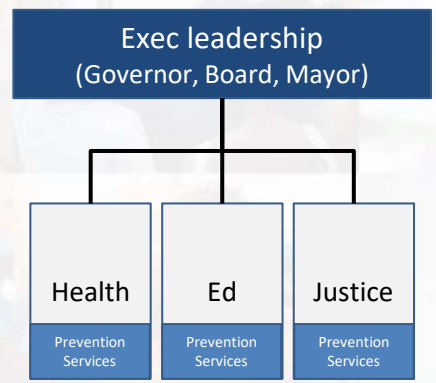 Exec leadership
(Governor, Board, Mayor)
Health
Ed
Justice
Prevention
Services
Prevention
Services
Prevention
Services